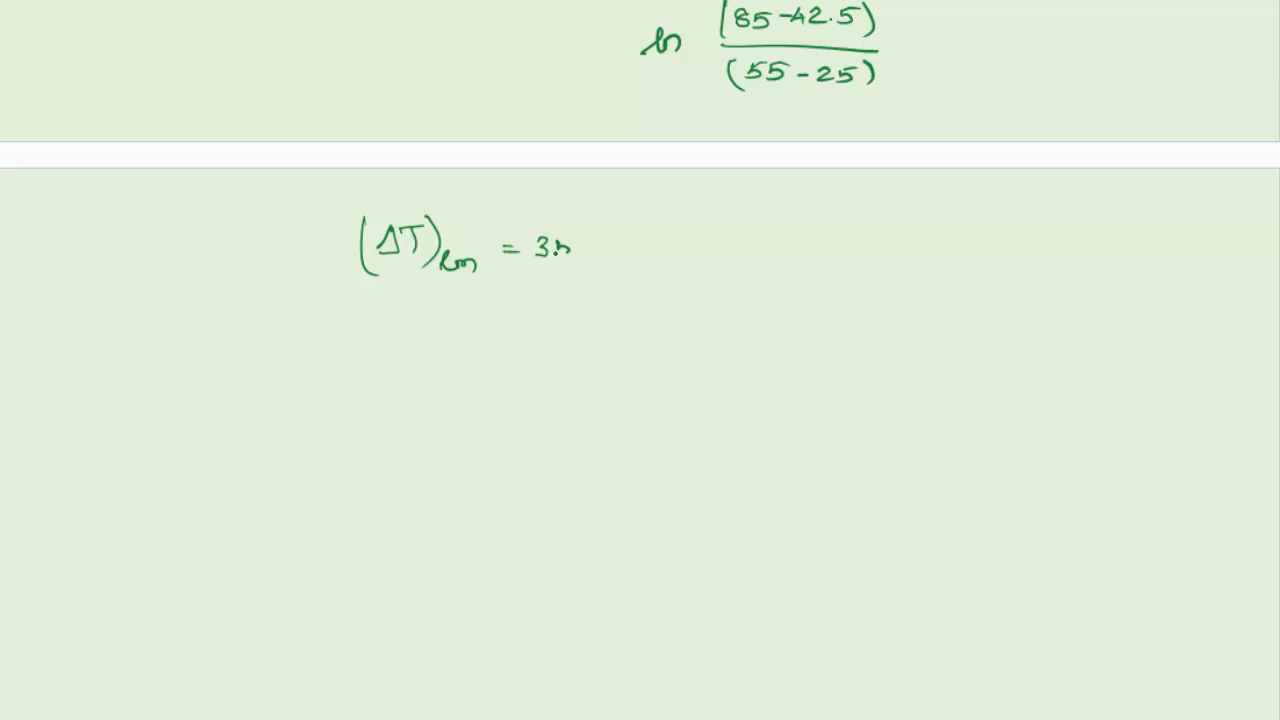 ln (85-42.5)
(55-25)
(ΔT)lm = 3